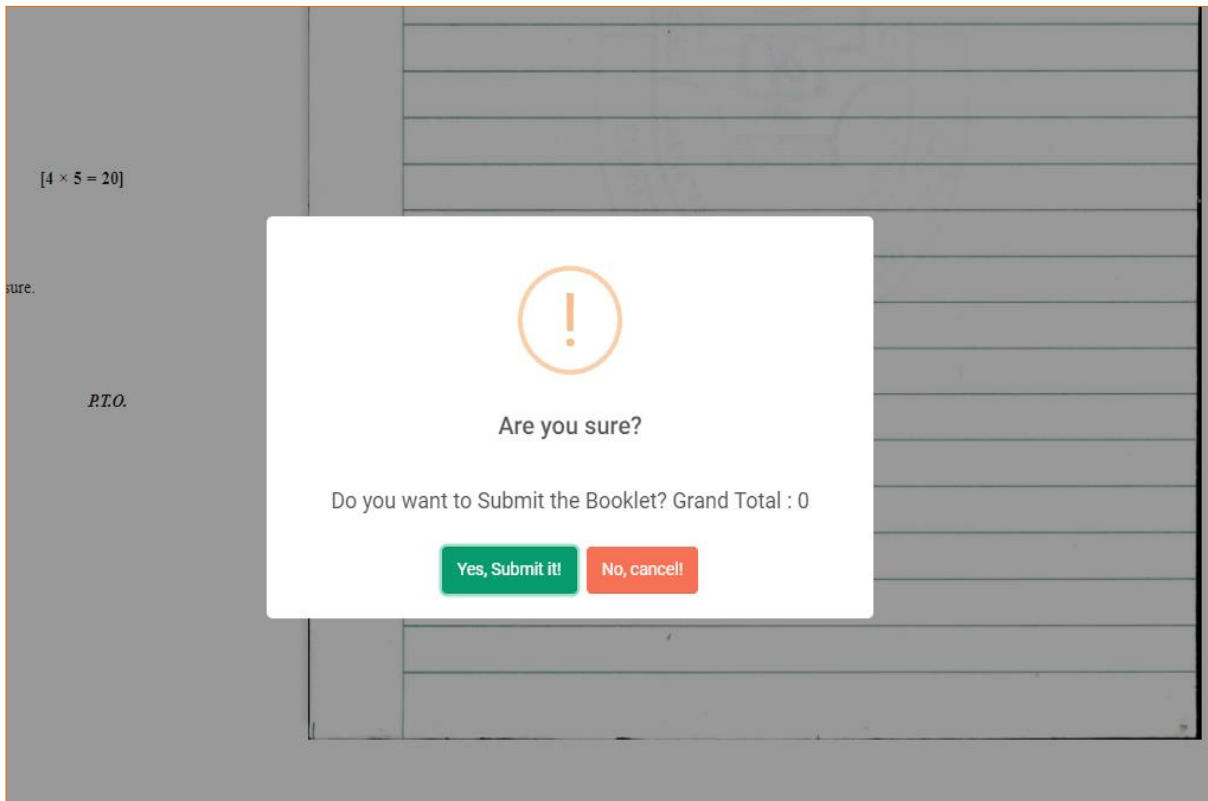 [4 × 5 = 20]
sure.
P.T.O.
!
Are you sure?
Do you want to Submit the Booklet? Grand Total : 0
Yes, Submit it!
No, cancel!